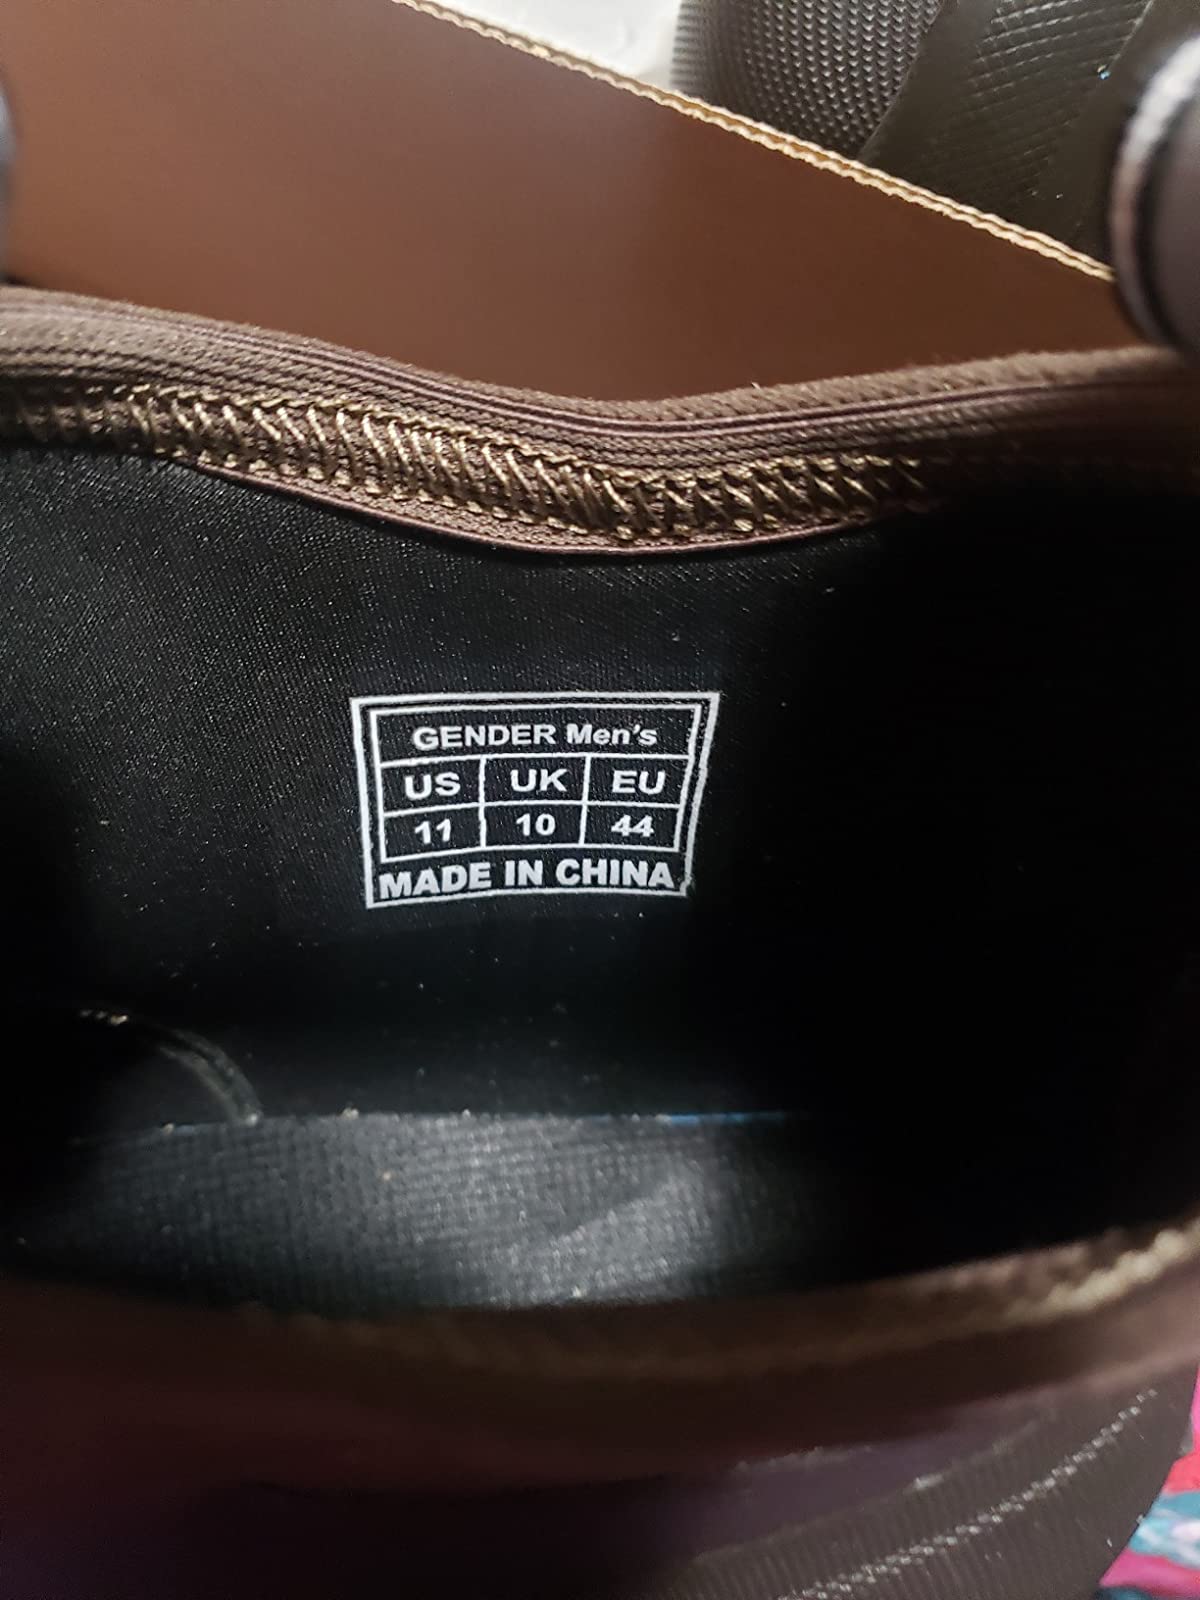 GENDER Men's
US UK EU
11 10 44
MADE IN CHINA